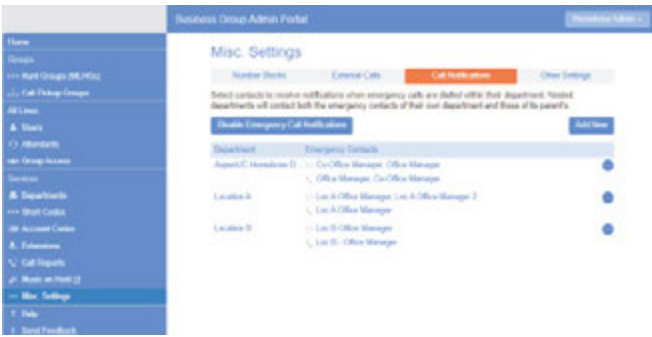 Business Group Admin Portal
Home
Groups
Hunt Groups (MLHGs)
Call Pickup Groups
All Lines
Users
Attendants
Group Access
Services
Departments
Short Codes
Account Codes
Extensions
Call Reports
Music on Hold
Misc. Settings
Help
Send Feedback
Misc. Settings
Number Blocks
External Calls
Call Notifications
Other Settings
Select contacts to receive notifications when emergency calls are dialled within their department. Nested
departments will contact both the emergency contacts of their own department and those of its parent's.
Disable Emergency Call Notifications
Add New
Department
Emergency Contacts
Co-Office Manager, Office Manager
Office Manager, Co-Office Manager
Location A
Loc A Office Manager, Loc A Office Manager 2
Loc A Office Manager
Location B
Loc B Office Manager
Loc B - Office Manager